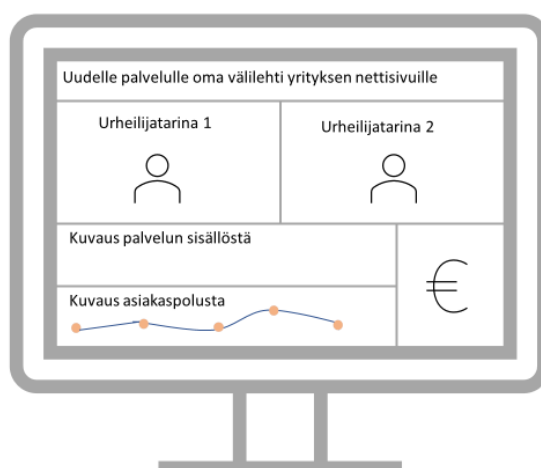 Uudelle palvelulle oma välilehti yrityksen nettisivuille
Urheilijatarina 1
Urheilijatarina 2
Kuvaus palvelun sisällöstä
€
Kuvaus asiakaspolusta